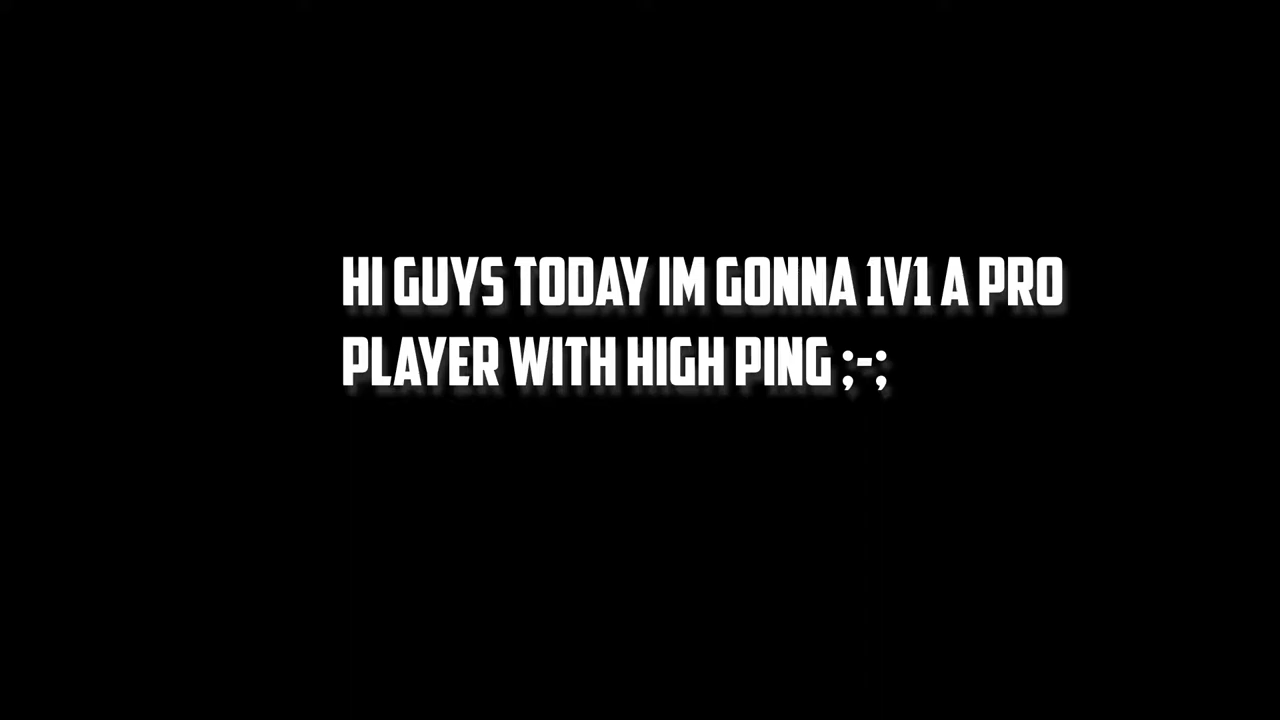 HI GUYS TODAY IM GONNA 1V1 A PRO
PLAYER WITH HIGH PING ;-;